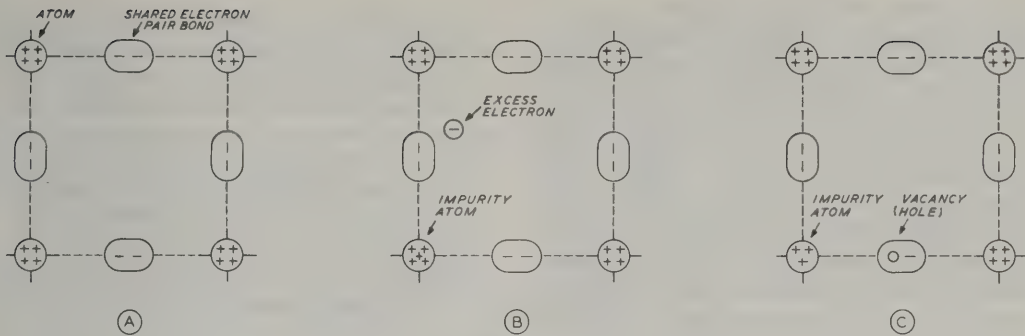 ATOM
SHARED ELECTRON
PAIR BOND
A
EXCESS
ELECTRON
IMPURITY
ATOM
B
IMPURITY
ATOM
VACANCY
(HOLE)
C